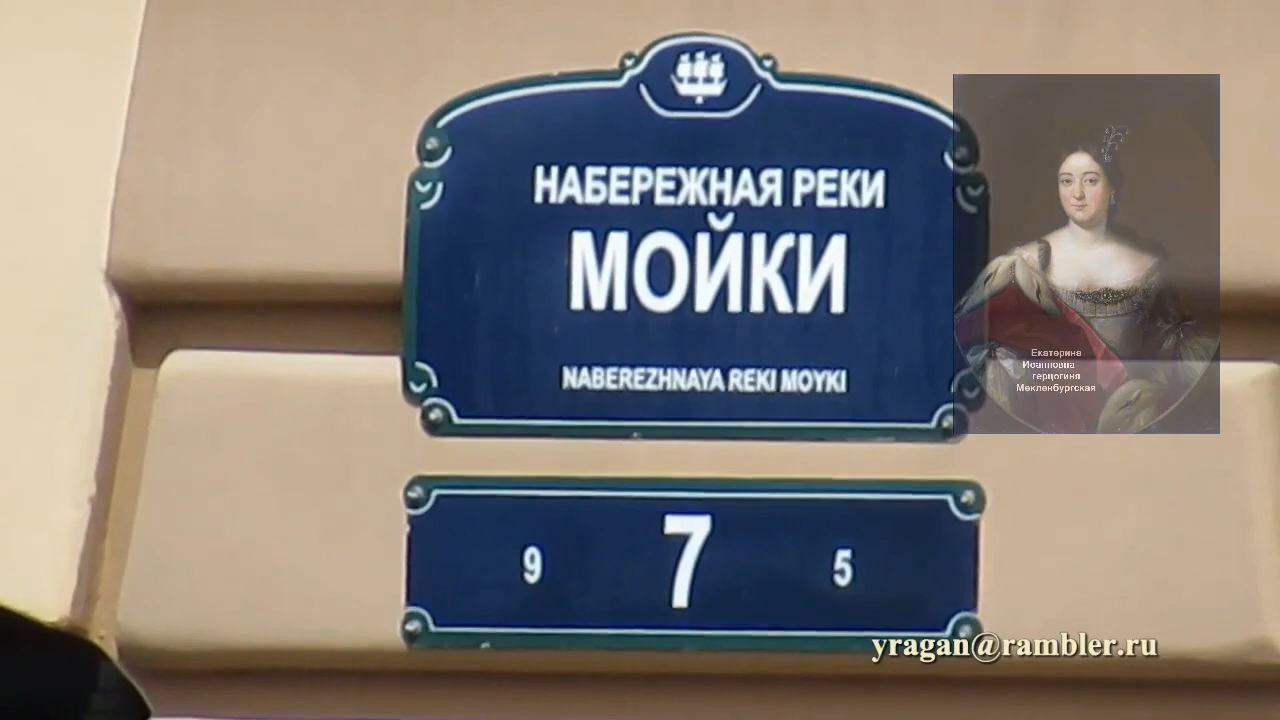 НАБЕРЕЖНАЯ РЕКИ
МОЙКИ
NABEREZHNAYA REKI MOYKI
Екатерина
Иоанновна
герцогиня
Мекленбургская
9 7 5
yragan@rambler.ru